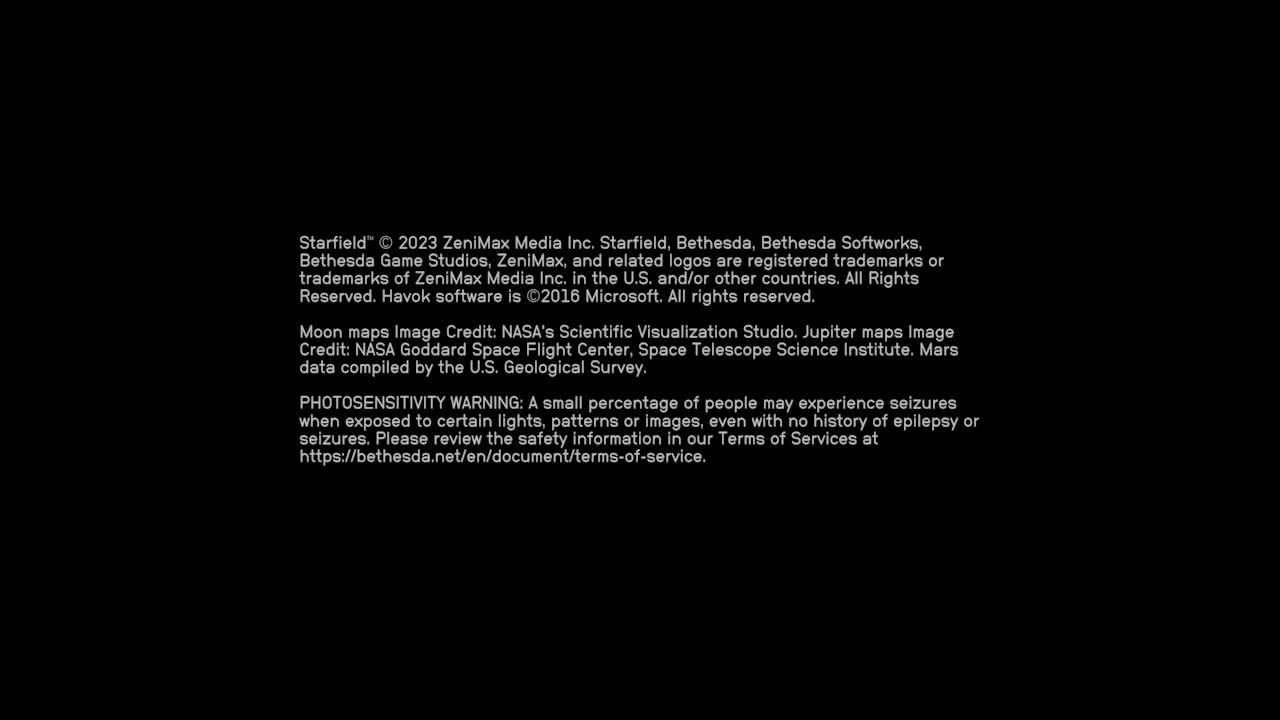 Starfield™ © 2023 ZeniMax Media Inc. Starfield, Bethesda, Bethesda Softworks,
Bethesda Game Studios, ZeniMax, and related logos are registered trademarks or
trademarks of ZeniMax Media Inc. in the U.S. and/or other countries. All Rights
Reserved. Havok software is ©2016 Microsoft. All rights reserved.
Moon maps Image Credit: NASA's Scientific Visualization Studio. Jupiter maps Image
Credit: NASA Goddard Space Flight Center, Space Telescope Science Institute. Mars
data compiled by the U.S. Geological Survey.
PHOTOSENSITIVITY WARNING: A small percentage of people may experience seizures
when exposed to certain lights, patterns or images, even with no history of epilepsy or
seizures. Please review the safety information in our Terms of Services at
https://bethesda.net/en/document/terms-of-service.